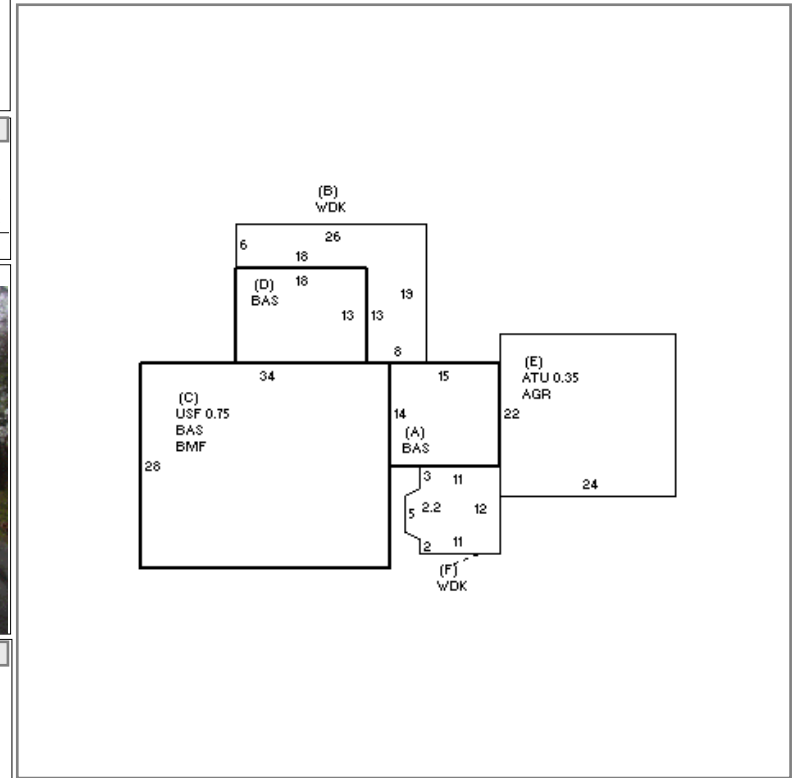 (B)
WDK
6
26
18
(D)
BAS
18
13
13
19
8
34
15
(C)
USF 0.75
BAS
BMF
28
14
(A)
BAS
(E)
ATU 0.35
AGR
22
24
3
11
5
2.2
12
2
11
(F)
WDK